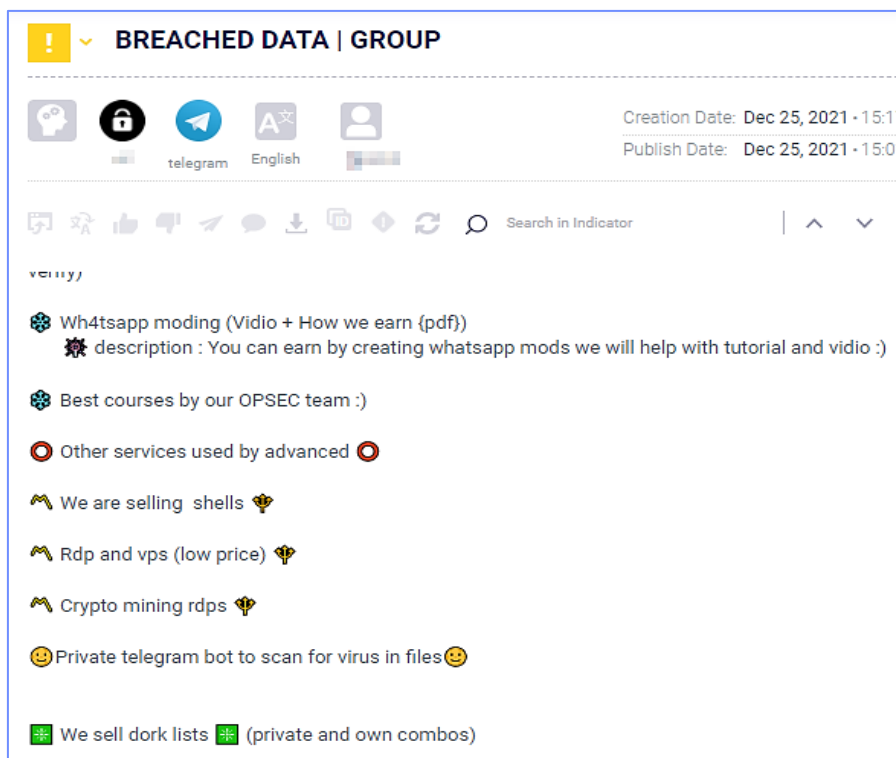 BREACHED DATA | GROUP
Creation Date: Dec 25, 2021 · 15:1
telegram English
Publish Date: Dec 25, 2021 · 15:0
Search in Indicator
verify)
Wh4tsapp moding (Vidio + How we earn {pdf})
description : You can earn by creating whatsapp mods we will help with tutorial and vidio :)
Best courses by our OPSEC team :)
Other services used by advanced
We are selling shells
Rdp and vps (low price)
Crypto mining rdps
Private telegram bot to scan for virus in files
We sell dork lists (private and own combos)